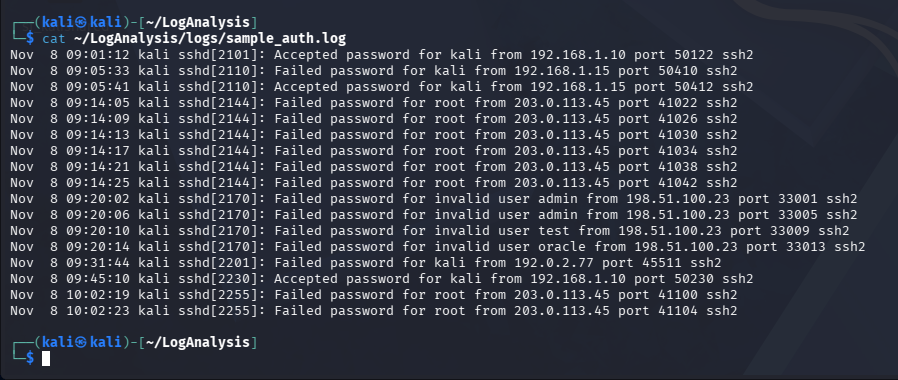 ┌──(kali㉿kali)-[~/LogAnalysis]
└─$ cat ~/LogAnalysis/logs/sample_auth.log
Nov  8 09:01:12 kali sshd[2101]: Accepted password for kali from 192.168.1.10 port 50122 ssh2
Nov  8 09:05:33 kali sshd[2110]: Failed password for kali from 192.168.1.15 port 50410 ssh2
Nov  8 09:05:41 kali sshd[2110]: Accepted password for kali from 192.168.1.15 port 50412 ssh2
Nov  8 09:14:05 kali sshd[2144]: Failed password for root from 203.0.113.45 port 41022 ssh2
Nov  8 09:14:09 kali sshd[2144]: Failed password for root from 203.0.113.45 port 41026 ssh2
Nov  8 09:14:13 kali sshd[2144]: Failed password for root from 203.0.113.45 port 41030 ssh2
Nov  8 09:14:17 kali sshd[2144]: Failed password for root from 203.0.113.45 port 41034 ssh2
Nov  8 09:14:21 kali sshd[2144]: Failed password for root from 203.0.113.45 port 41038 ssh2
Nov  8 09:14:25 kali sshd[2144]: Failed password for root from 203.0.113.45 port 41042 ssh2
Nov  8 09:20:02 kali sshd[2170]: Failed password for invalid user admin from 198.51.100.23 port 33001 ssh2
Nov  8 09:20:06 kali sshd[2170]: Failed password for invalid user admin from 198.51.100.23 port 33005 ssh2
Nov  8 09:20:10 kali sshd[2170]: Failed password for invalid user test from 198.51.100.23 port 33009 ssh2
Nov  8 09:20:14 kali sshd[2170]: Failed password for invalid user oracle from 198.51.100.23 port 33013 ssh2
Nov  8 09:31:44 kali sshd[2201]: Failed password for kali from 192.0.2.77 port 45511 ssh2
Nov  8 09:45:10 kali sshd[2230]: Accepted password for kali from 192.168.1.10 port 50230 ssh2
Nov  8 10:02:19 kali sshd[2255]: Failed password for root from 203.0.113.45 port 41100 ssh2
Nov  8 10:02:23 kali sshd[2255]: Failed password for root from 203.0.113.45 port 41104 ssh2
┌──(kali㉿kali)-[~/LogAnalysis]
└─$